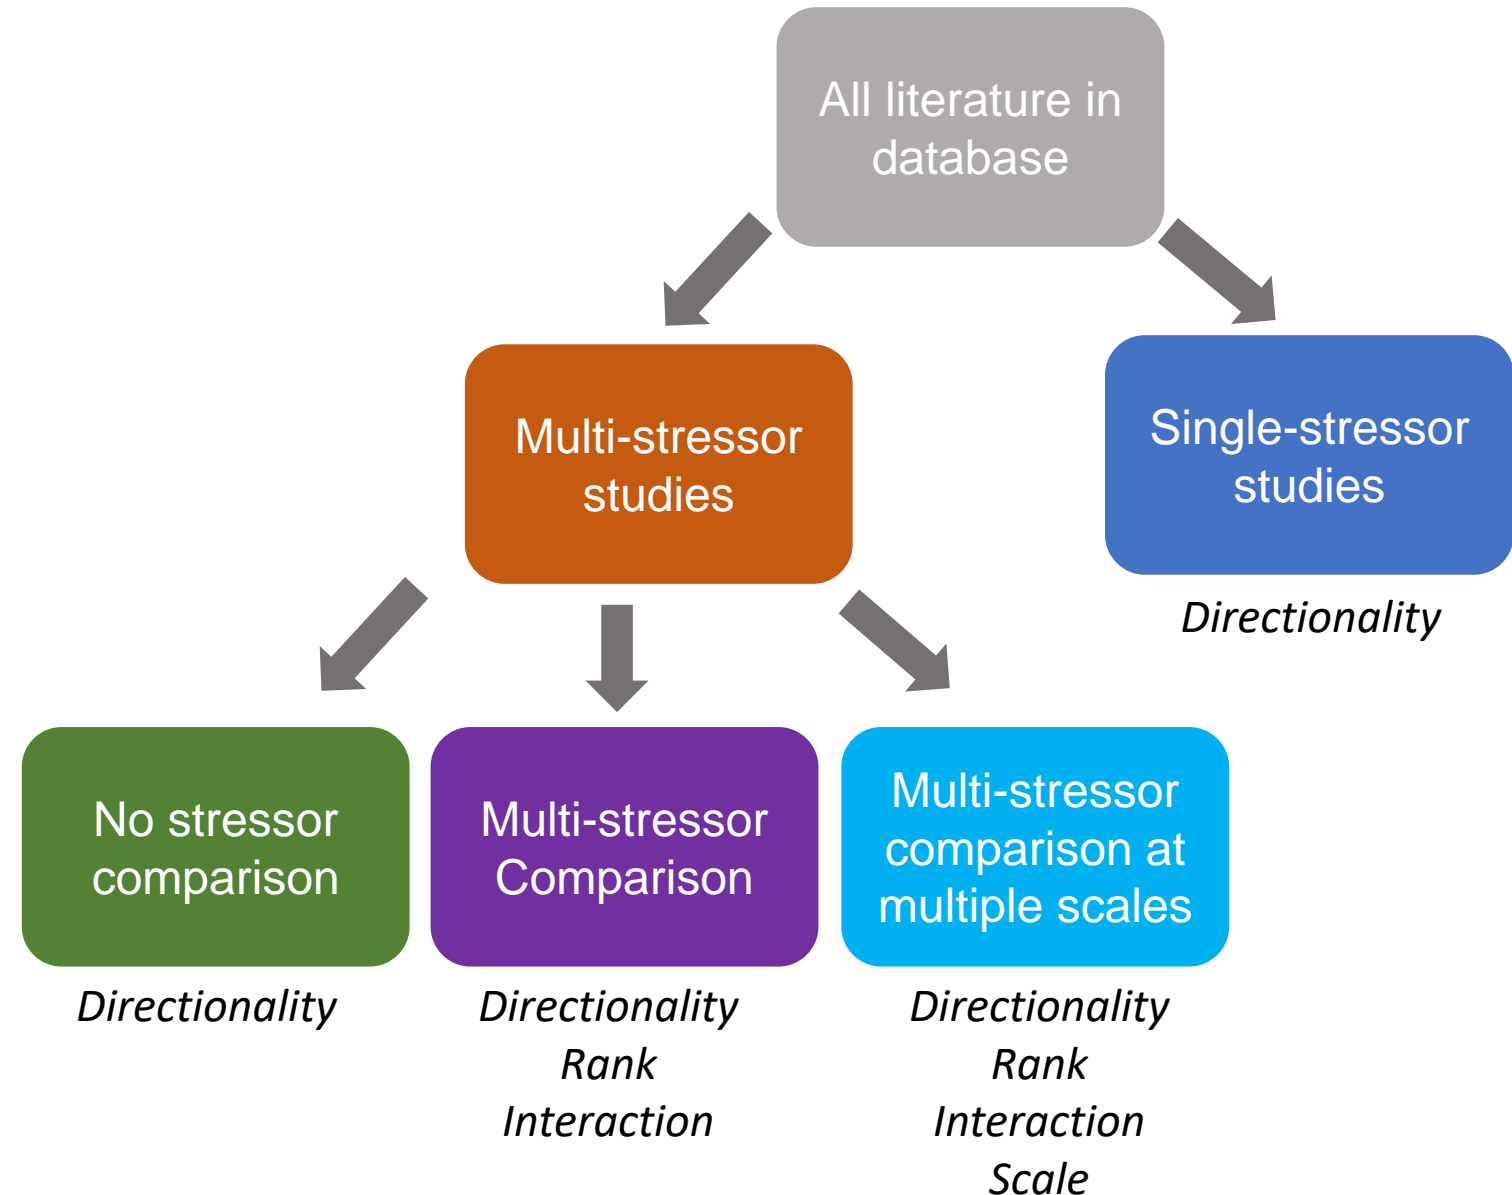 All literature in
database
Multi-stressor
studies
Single-stressor
studies
Directionality
No stressor
comparison
Directionality
Multi-stressor
Comparison
Directionality
Rank
Interaction
Multi-stressor
comparison at
multiple scales
Directionality
Rank
Interaction
Scale